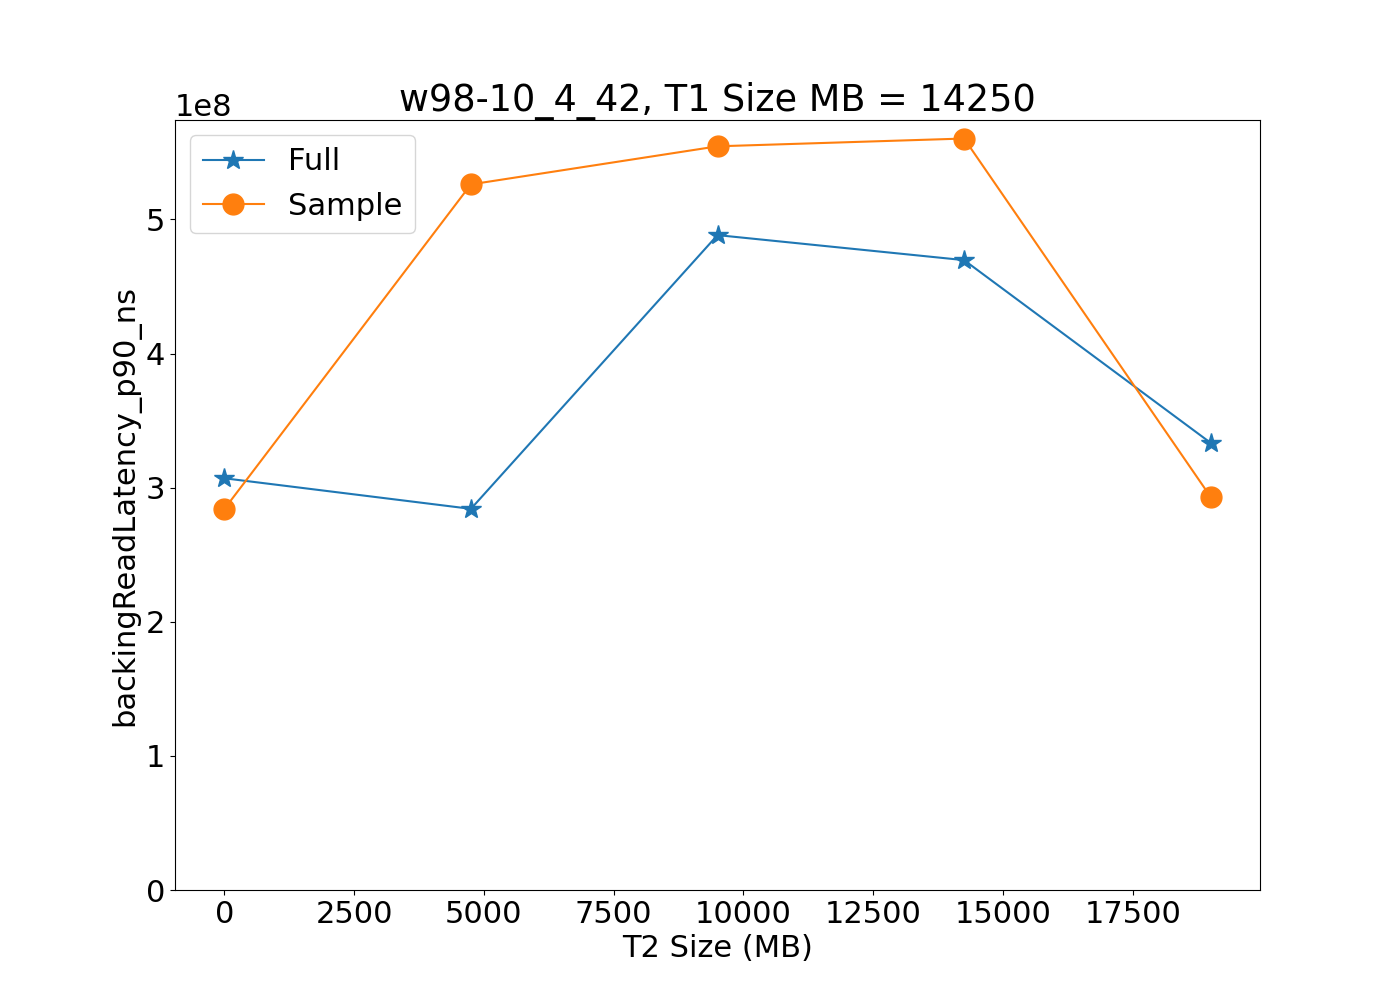 w98-10_4_42, T1 Size MB = 14250
1e8
Full
Sample
5
4
3
2
1
0
backingReadLatency_p90_ns
0 2500 5000 7500 10000 12500 15000 17500
T2 Size (MB)